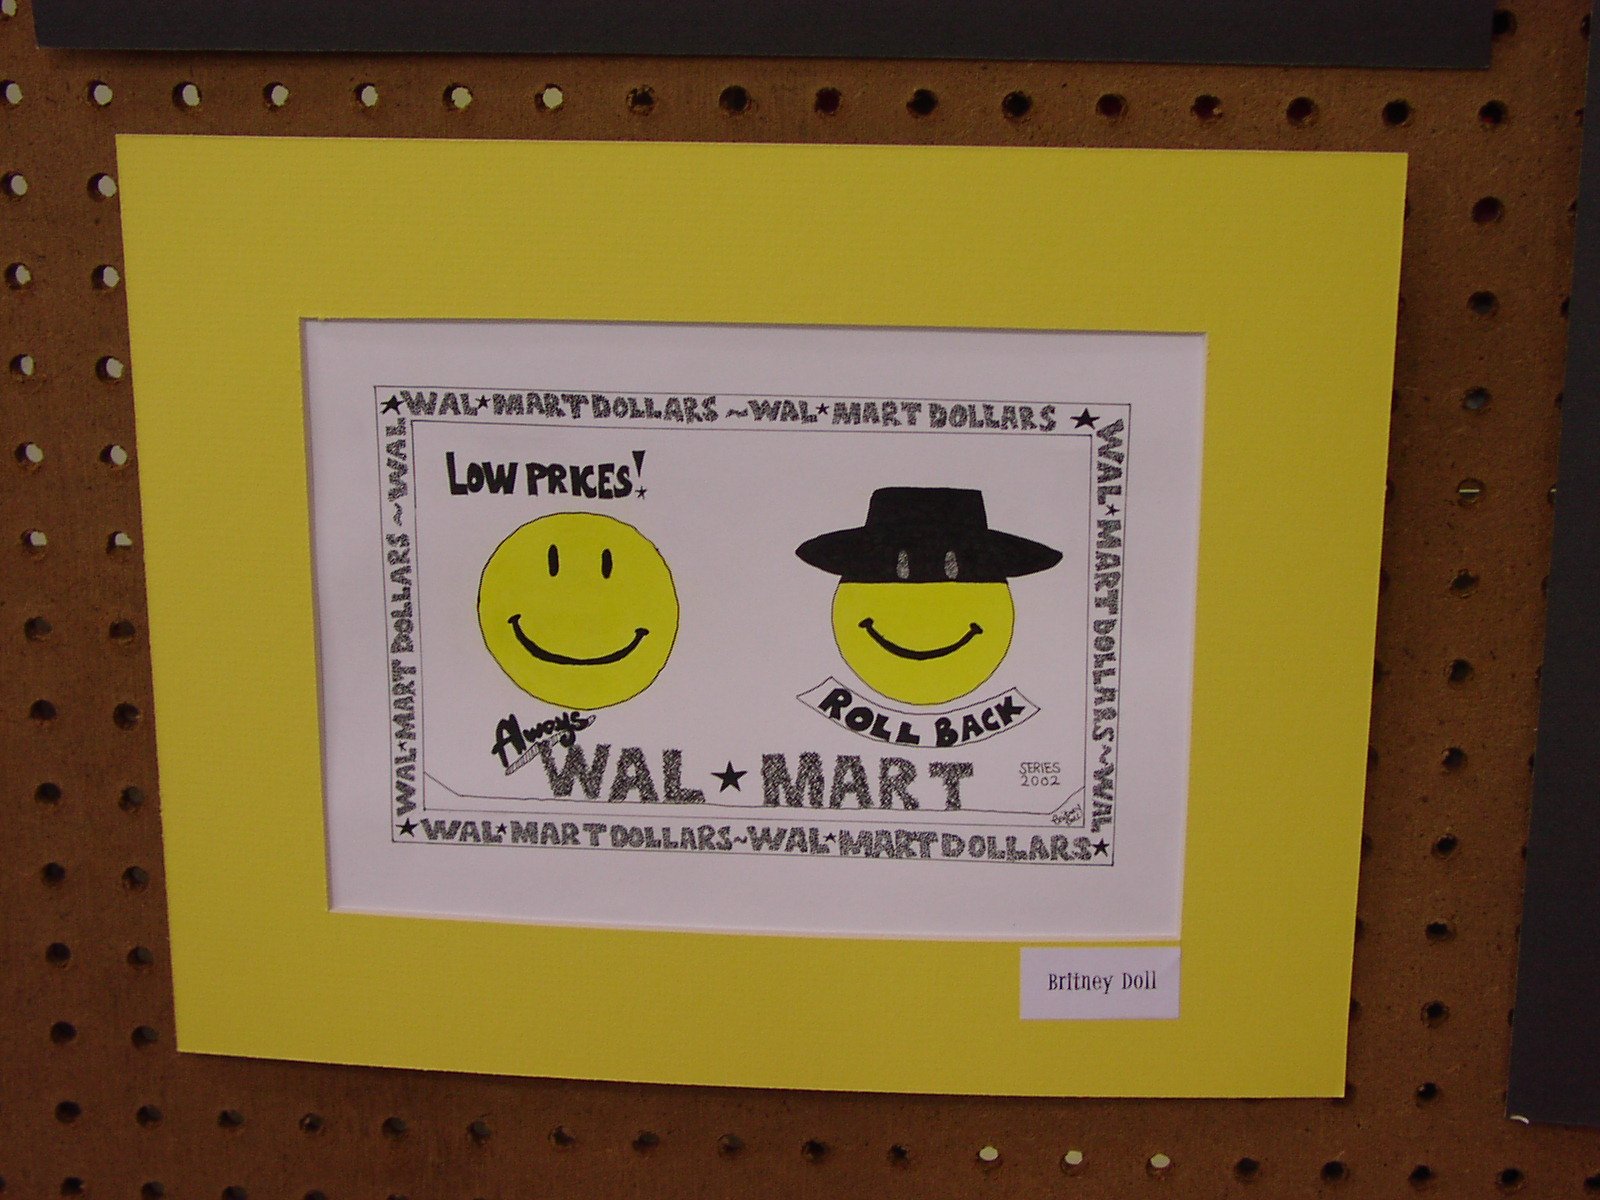 ★WAL★MART DOLLARS ~WAL★MART DOLLARS ★
WAL★MART DOLLARS ~WAL
WAL★MART DOLLARS~WAL
LOW PRICES!
ROLL BACK
Always
WAL★MART
SERIES
2002
★WAL★MART DOLLARS~WAL★MART DOLLARS★
Britney Doll